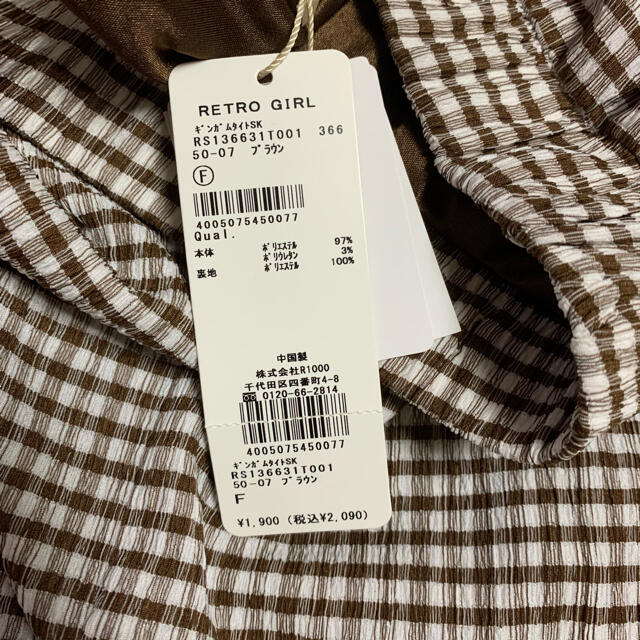 RETRO GIRL
ギンガムタイトSK
RS136631T001 366
50-07 ブラウン
F
4005075450077
Qual.
本体 ポリエステル 97%
ポリウレタン 3%
裏地 ポリエステル 100%
中国製
株式会社R1000
千代田区四番町4-8
0120-66-2814
4005075450077
ギンガムタイトSK
RS136631T001
50-07 ブラウン
F
¥1,900 (税込¥2,090)